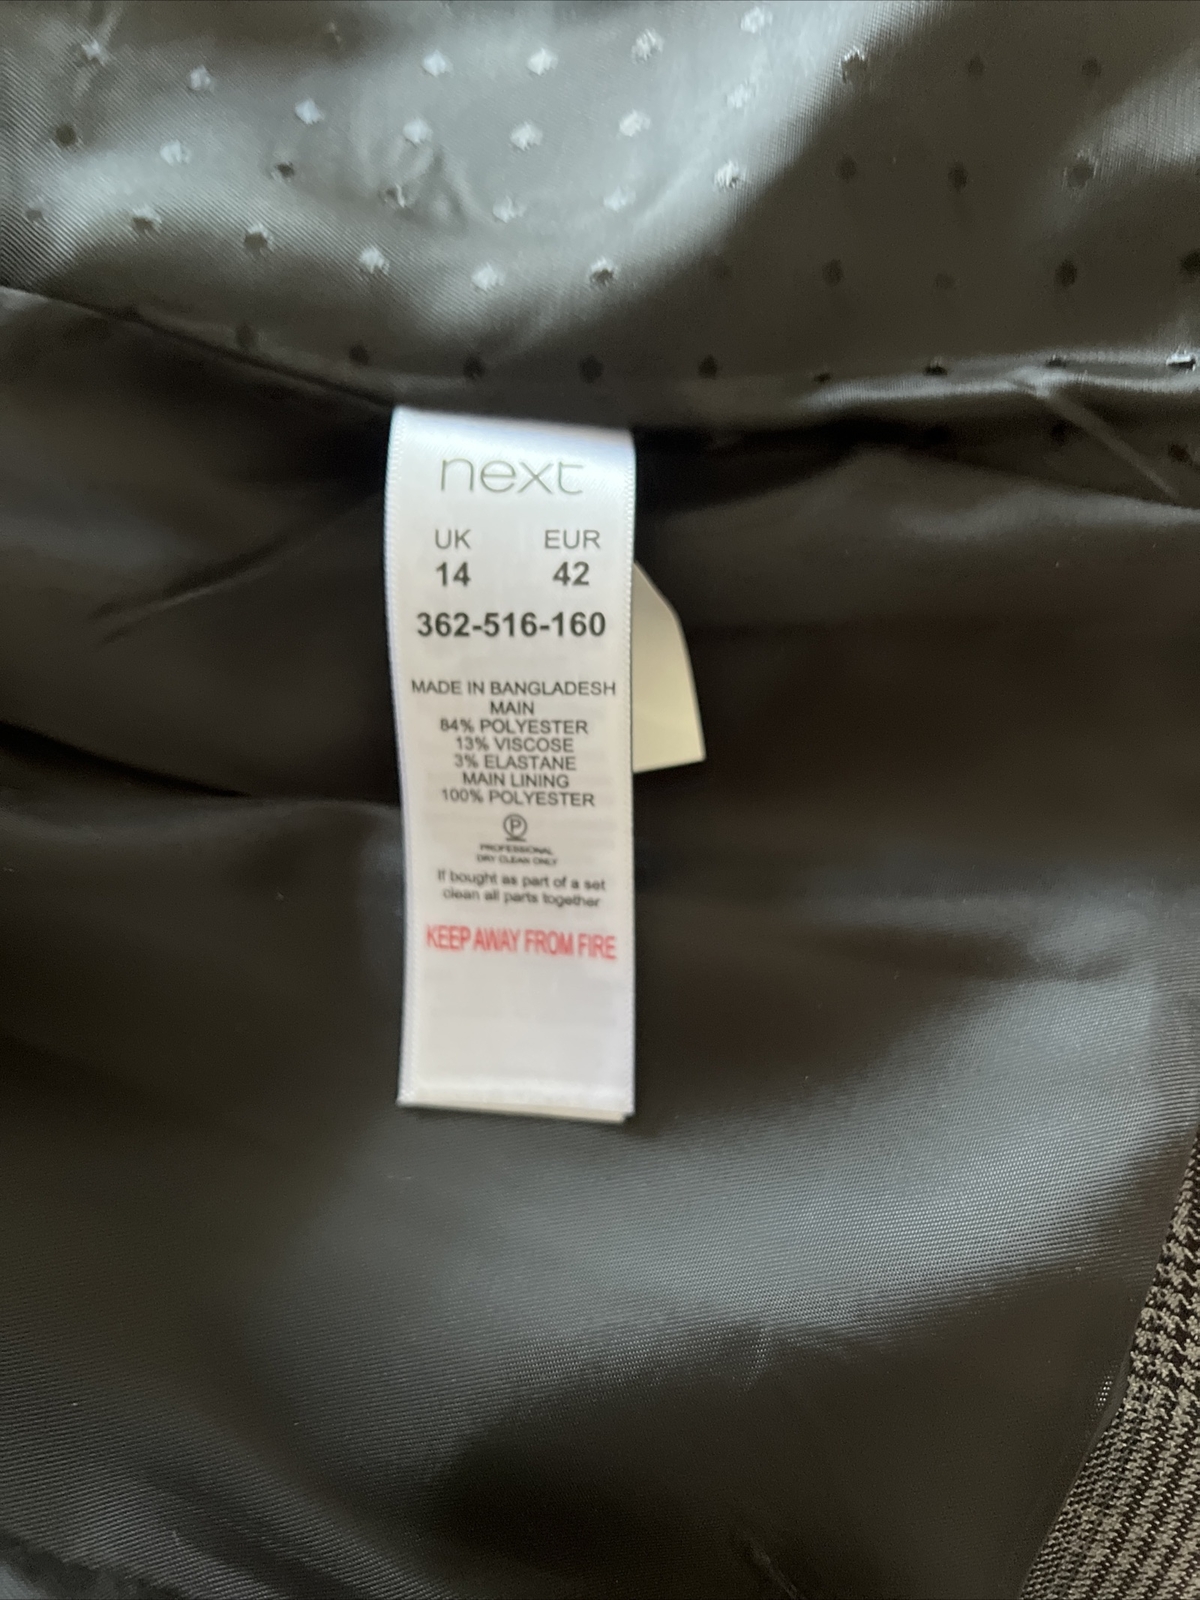 next
UK EUR
14 42
362-516-160
MADE IN BANGLADESH
MAIN
84% POLYESTER
13% VISCOSE
3% ELASTANE
MAIN LINING
100% POLYESTER
P
PROFESSIONAL
DRY CLEAN ONLY
If bought as part of a set
clean all parts together
KEEP AWAY FROM FIRE